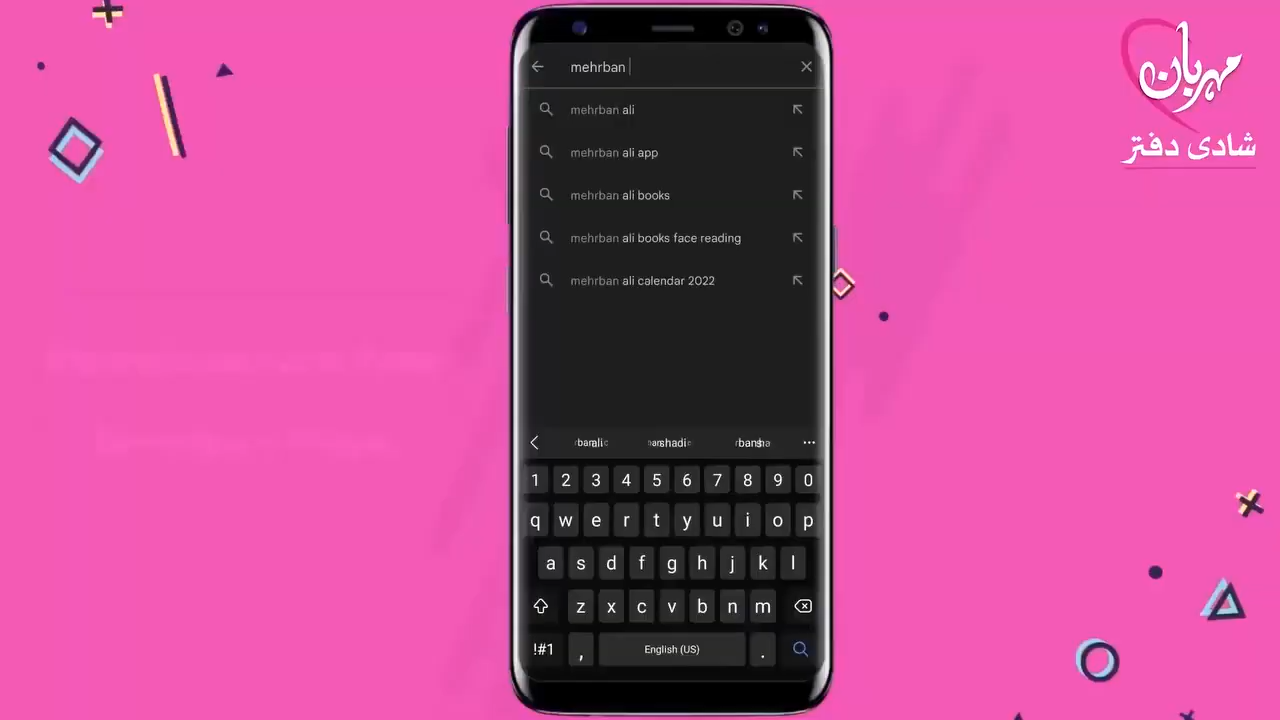 mehrban
مہربان
شادی دفتر
mehrban ali
mehrban ali app
mehrban ali books
mehrban ali books face reading
mehrban ali calendar 2022
1 2 3 4 5 6 7 8 9 0
q w e r t y u i o p
a s d f g h j k l
z x c v b n m
!#1 , English (US) .